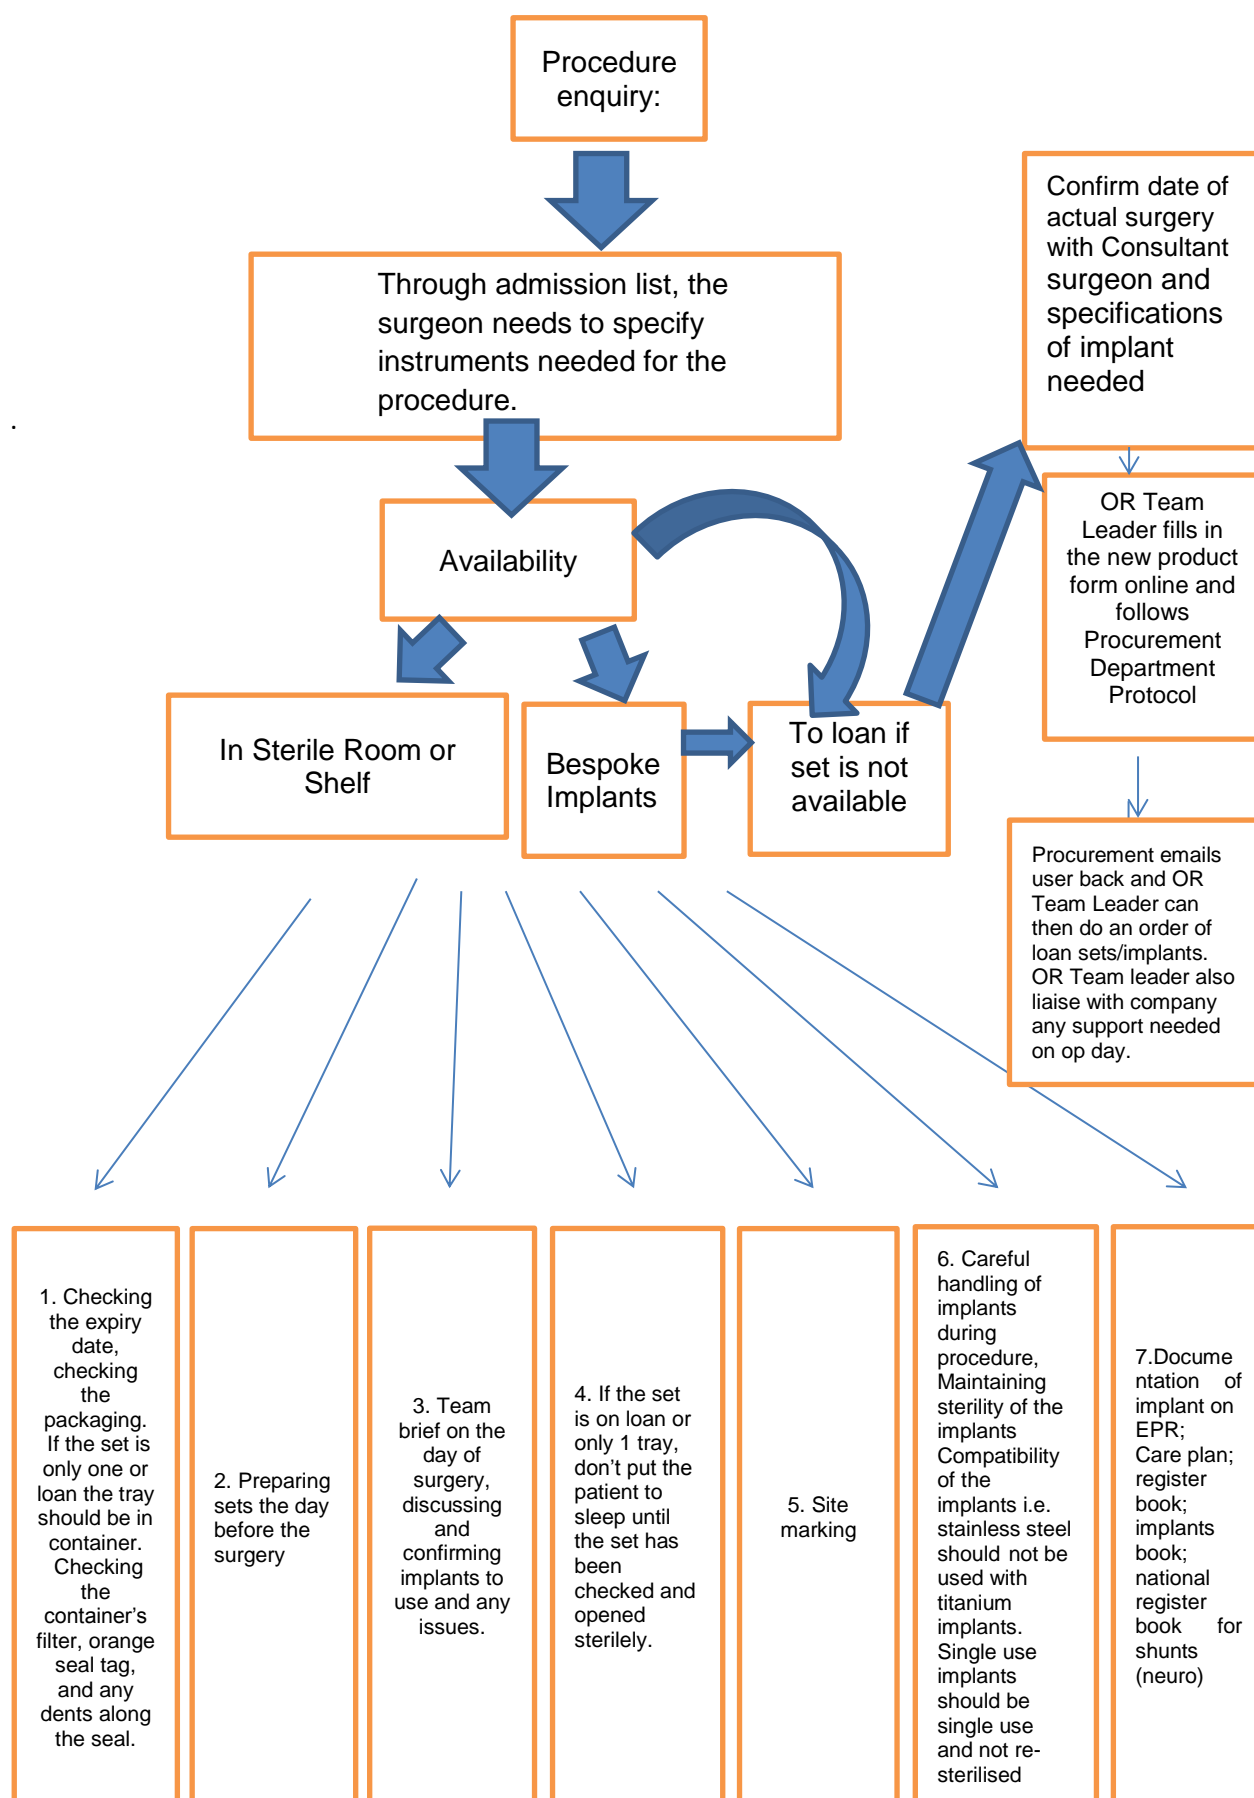 Procedure
enquiry:
Through admission list, the
surgeon needs to specify
instruments needed for the
procedure.
.
Availability
In Sterile Room or
Shelf
Bespoke
Implants
To loan if
set is not
available
Confirm date of
actual surgery
with Consultant
surgeon and
specifications
of implant
needed
OR Team
Leader fills in
the new product
form online and
follows
Procurement
Department
Protocol
Procurement emails
user back and OR
Team Leader can
then do an order of
loan sets/implants.
OR Team leader also
liaise with company
any support needed
on op day.
1. Checking
the expiry
date,
checking
the
packaging.
If the set is
only one or
loan the tray
should be in
container.
Checking
the
container's
filter, orange
seal tag,
and any
dents along
the seal.
2. Preparing
sets the day
before the
surgery
3. Team
brief on the
day of
surgery,
discussing
and
confirming
implants to
use and any
issues.
4. If the set
is on loan or
only 1 tray,
don't put the
patient to
sleep until
the set has
been
checked and
opened
sterilely.
5. Site
marking
6. Careful
handling of
implants
during
procedure,
Maintaining
sterility of the
implants
Compatibility
of the
implants i.e.
stainless steel
should not be
used with
titanium
implants.
Single use
implants
should be
single use
and not re-
sterilised
7.Docume
ntation of
implant on
EPR;
Care plan;
register
book;
implants
book;
national
register
book for
shunts
(neuro)